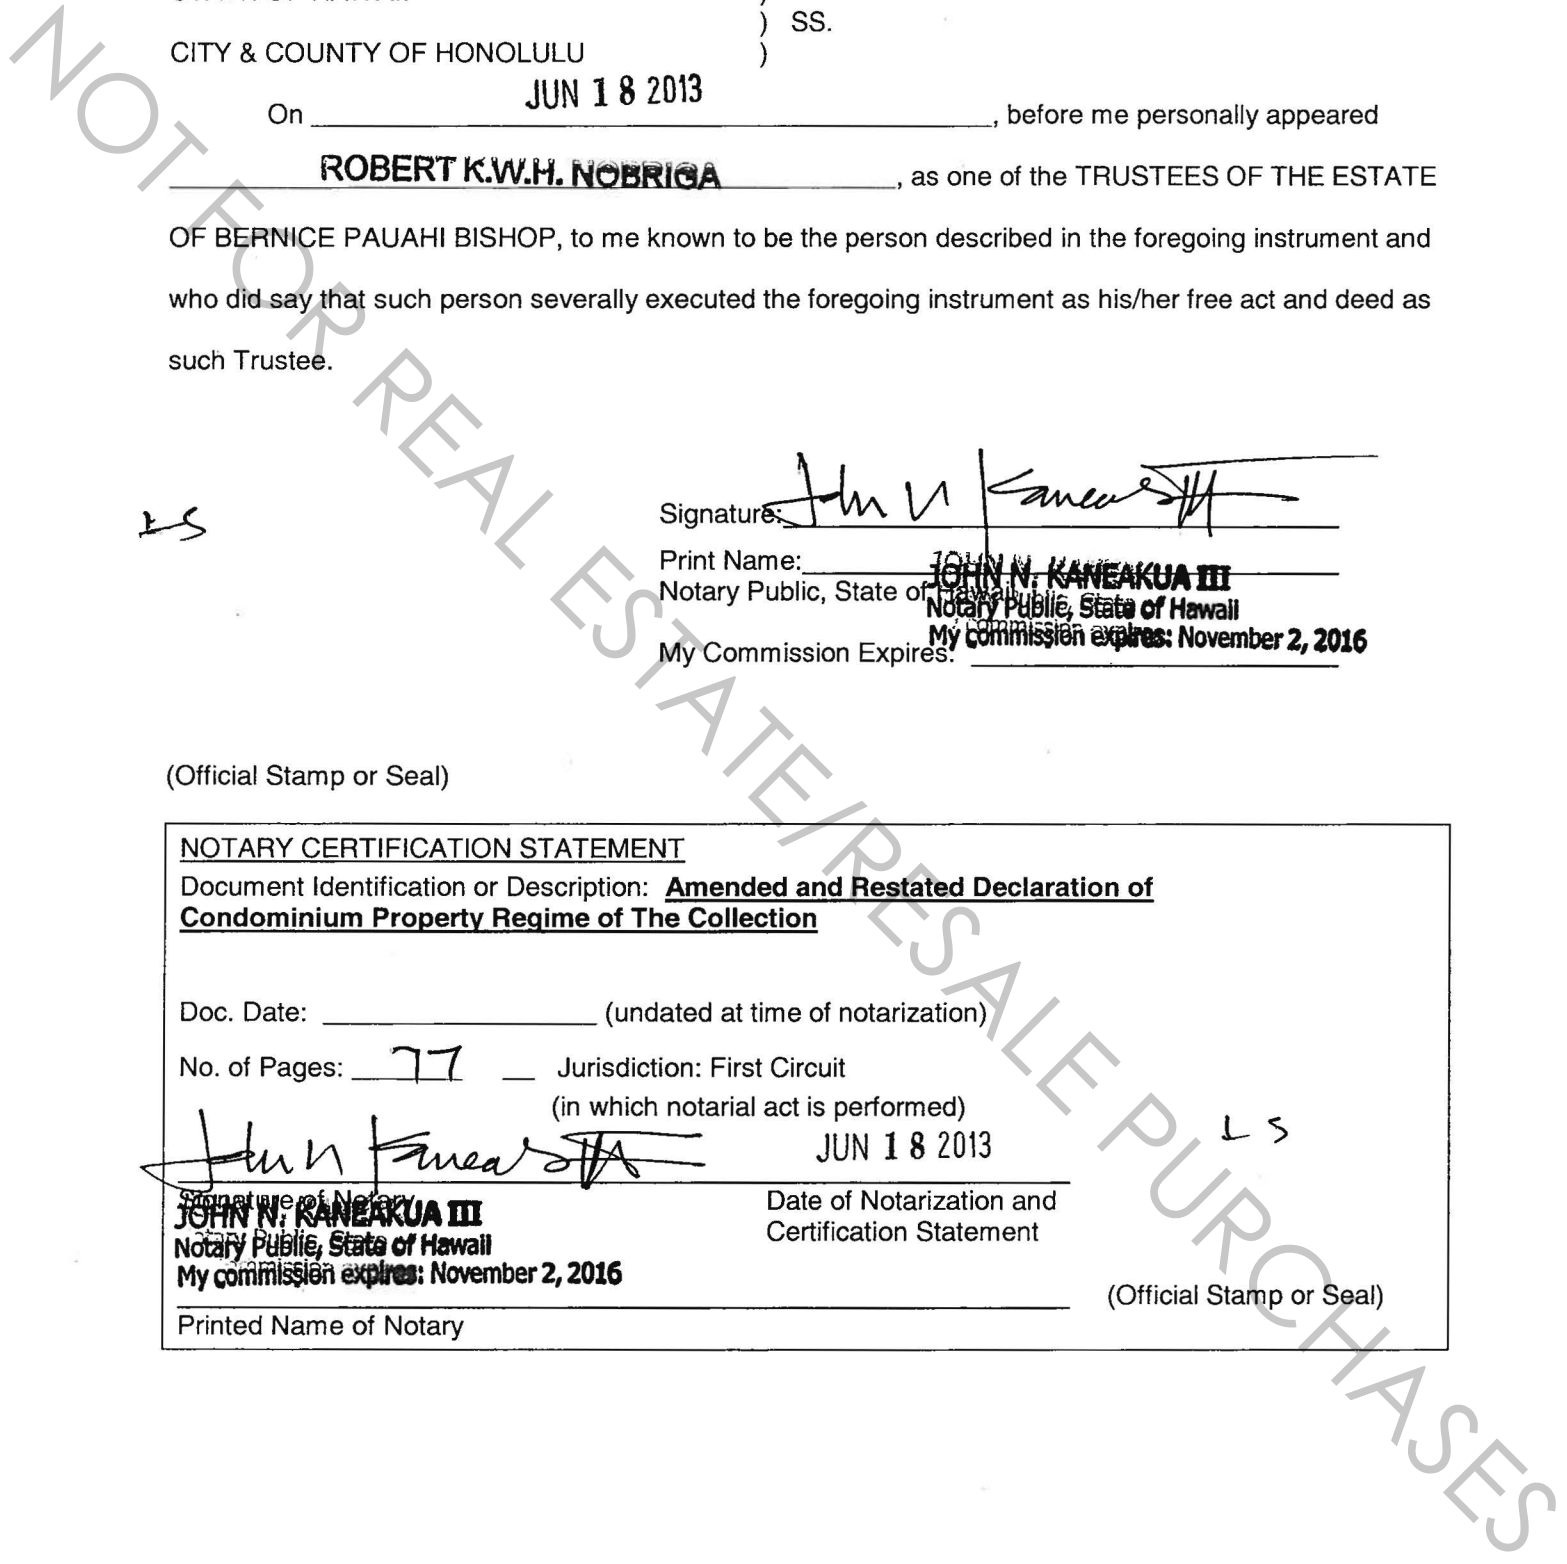 ) SS.
CITY & COUNTY OF HONOLULU )
JUN 18 2013
On ____, before me personally appeared
ROBERT K.W.H. NOBRIGA, as one of the TRUSTEES OF THE ESTATE
OF BERNICE PAUAHI BISHOP, to me known to be the person described in the foregoing instrument and
who did say that such person severally executed the foregoing instrument as his/her free act and deed as
such Trustee.
LS
Signature: John N Kaneakua III
Print Name:
JOHN N. KANEAKUA III
Notary Public, State of Hawaii
Notary Public, State of Hawaii
My Commission Expires:
My commission expires: November 2, 2016
(Official Stamp or Seal)
NOTARY CERTIFICATION STATEMENT
Document Identification or Description: Amended and Restated Declaration of
Condominium Property Regime of The Collection
Doc. Date: ____ (undated at time of notarization)
No. of Pages: 77 Jurisdiction: First Circuit
(in which notarial act is performed)
John N Kaneakua III JUN 18 2013 LS
Signature of Notary Date of Notarization and
Certification Statement
JOHN N. KANEAKUA III
Notary Public, State of Hawaii
My commission expires: November 2, 2016
(Official Stamp or Seal)
Printed Name of Notary
NOT FOR REAL ESTATE/RESALE PURCHASES